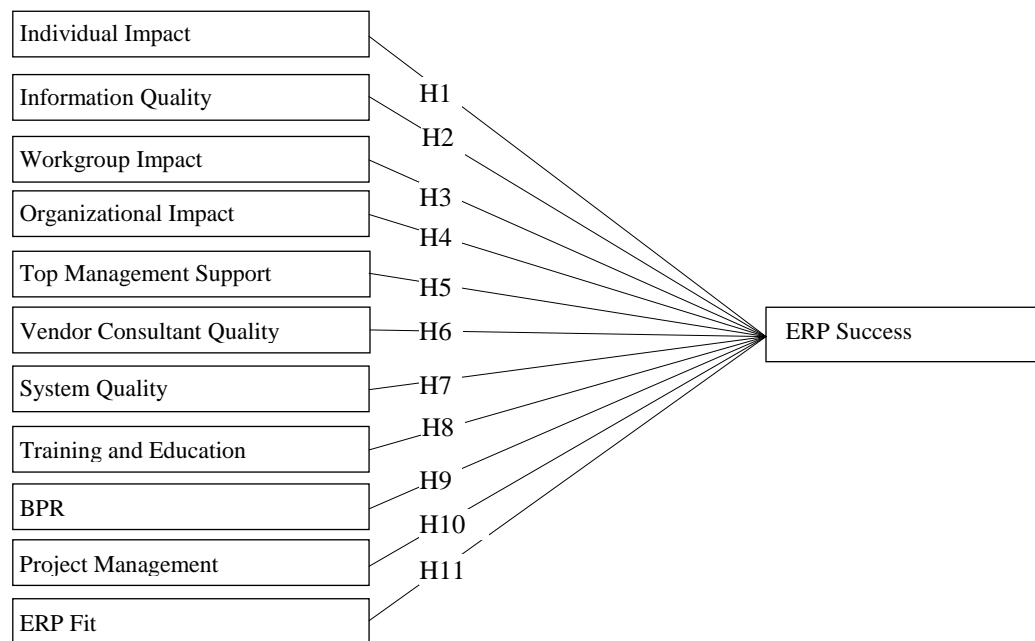 Individual Impact
H1
Information Quality
H2
Workgroup Impact
H3
Organizational Impact
H4
Top Management Support
H5
Vendor Consultant Quality
H6
ERP Success
System Quality
H7
Training and Education
H8
BPR
H9
Project Management
H10
ERP Fit
H11